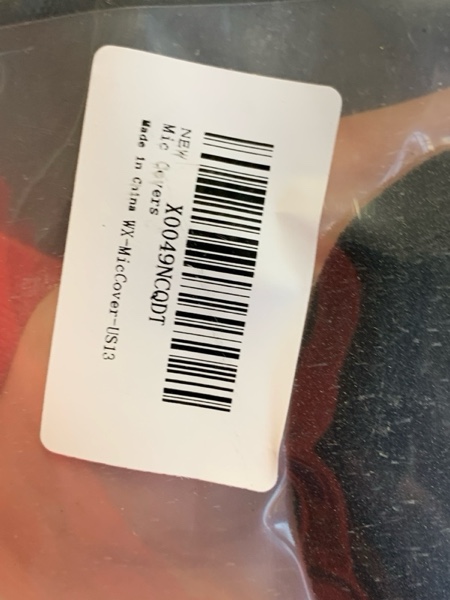 X0049NCQDT
NEW
Mic Covers
Made in China WX-MicCover-US13